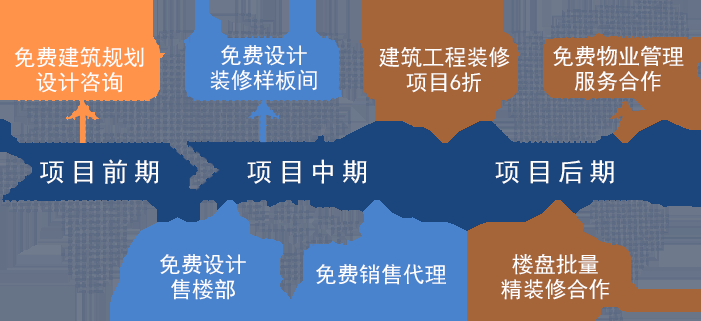 免费建筑规划
设计咨询
免费设计
装修样板间
建筑工程装修
项目6折
免费物业管理
服务合作
项目前期
项目中期
项目后期
免费设计
售楼部
免费销售代理
楼盘批量
精装修合作